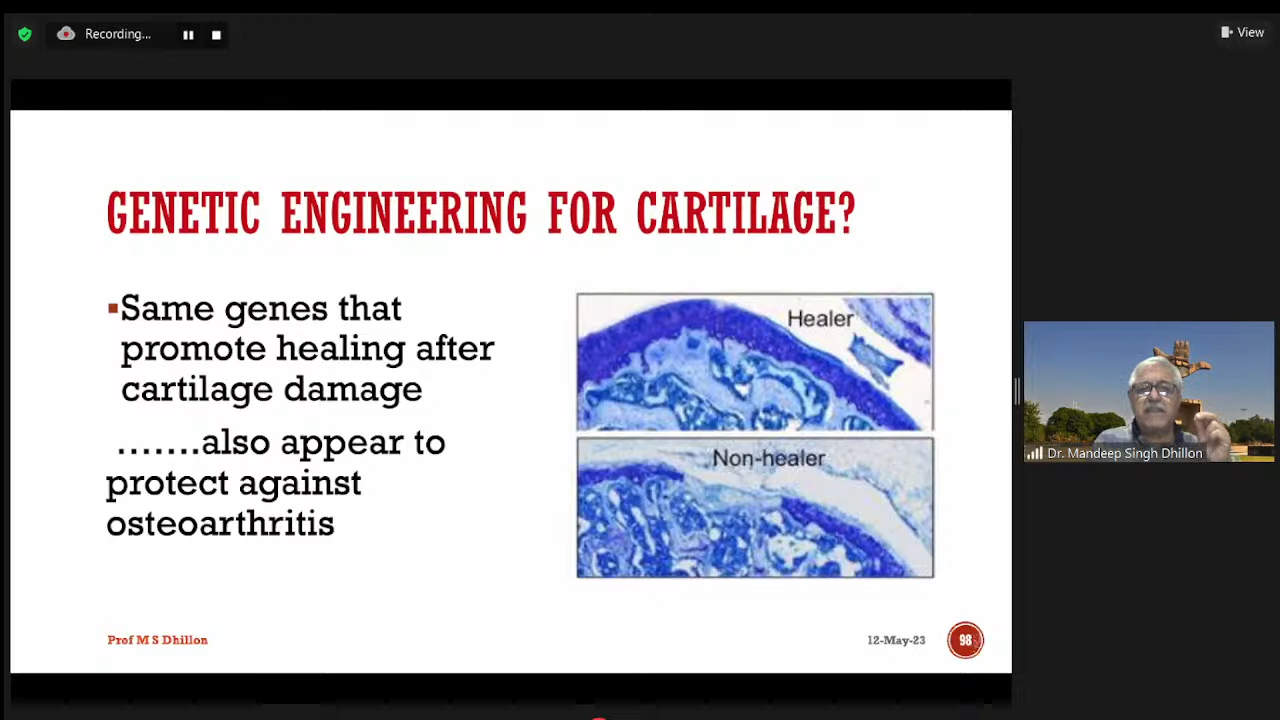 Recording...
View
GENETIC ENGINEERING FOR CARTILAGE?
▪Same genes that
promote healing after
cartilage damage
.......also appear to
protect against
osteoarthritis
Healer
Non-healer
Dr. Mandeep Singh Dhillon
Prof M S Dhillon
12-May-23
98